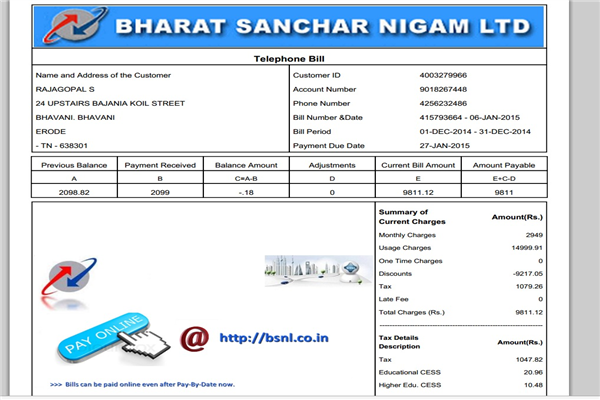 BHARAT SANCHAR NIGAM LTD
Telephone Bill
Name and Address of the Customer
RAJAGOPAL S
24 UPSTAIRS BAJANIA KOIL STREET
BHAVANI. BHAVANI
ERODE
- TN - 638301
Customer ID 4003279966
Account Number 9018267448
Phone Number 4256232486
Bill Number &Date 415793664 - 06-JAN-2015
Bill Period 01-DEC-2014 - 31-DEC-2014
Payment Due Date 27-JAN-2015
Previous Balance Payment Received Balance Amount Adjustments Current Bill Amount Amount Payable
A B C=A-B D E E+C-D
2098.82 2099 -.18 0 9811.12 9811
PAY ONLINE
@ http://bsnl.co.in
>>> Bills can be paid online even after Pay-By-Date now.
Summary of
Current Charges Amount(Rs.)
Monthly Charges 2949
Usage Charges 14999.91
One Time Charges 0
Discounts -9217.05
Tax 1079.26
Late Fee 0
Total Charges (Rs.) 9811.12
Tax Details
Description Amount(Rs.)
Tax 1047.82
Educational CESS 20.96
Higher Edu. CESS 10.48